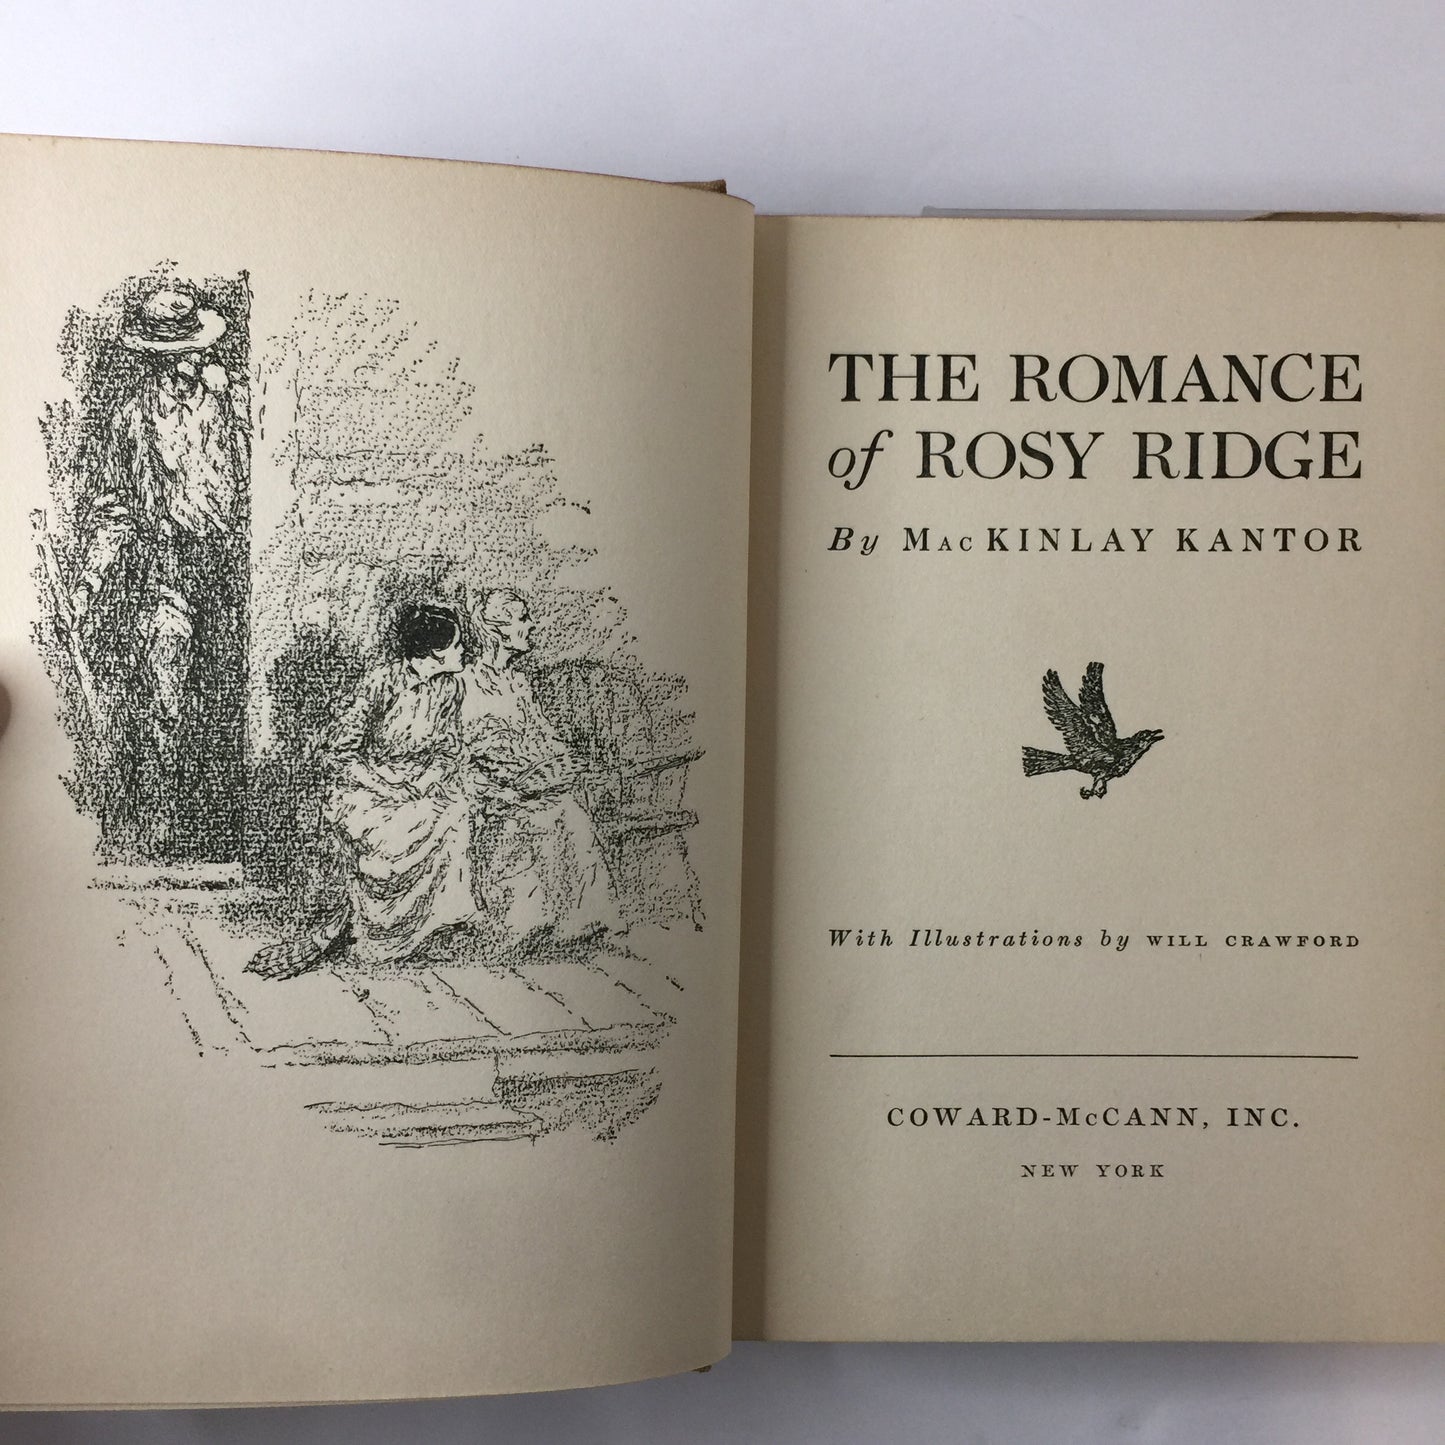 THE ROMANCE
of ROSY RIDGE
By MacKINLAY KANTOR
With Illustrations by WILL CRAWFORD
COWARD-McCANN, INC.
NEW YORK